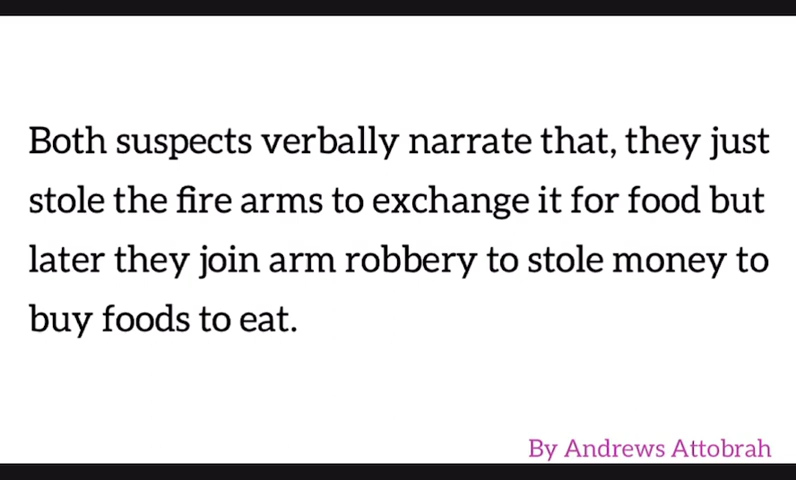 Both suspects verbally narrate that, they just
stole the fire arms to exchange it for food but
later they join arm robbery to stole money to
buy foods to eat.
By Andrews Attobrah